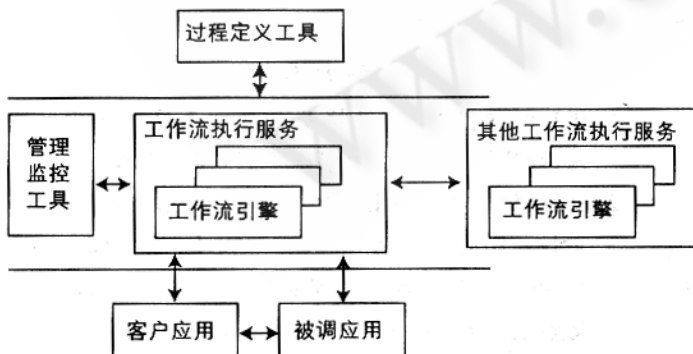 过程定义工具
管理
监控
工具
工作流执行服务
工作流引擎
其他工作流执行服务
工作流引擎
客户应用
被调应用
www.